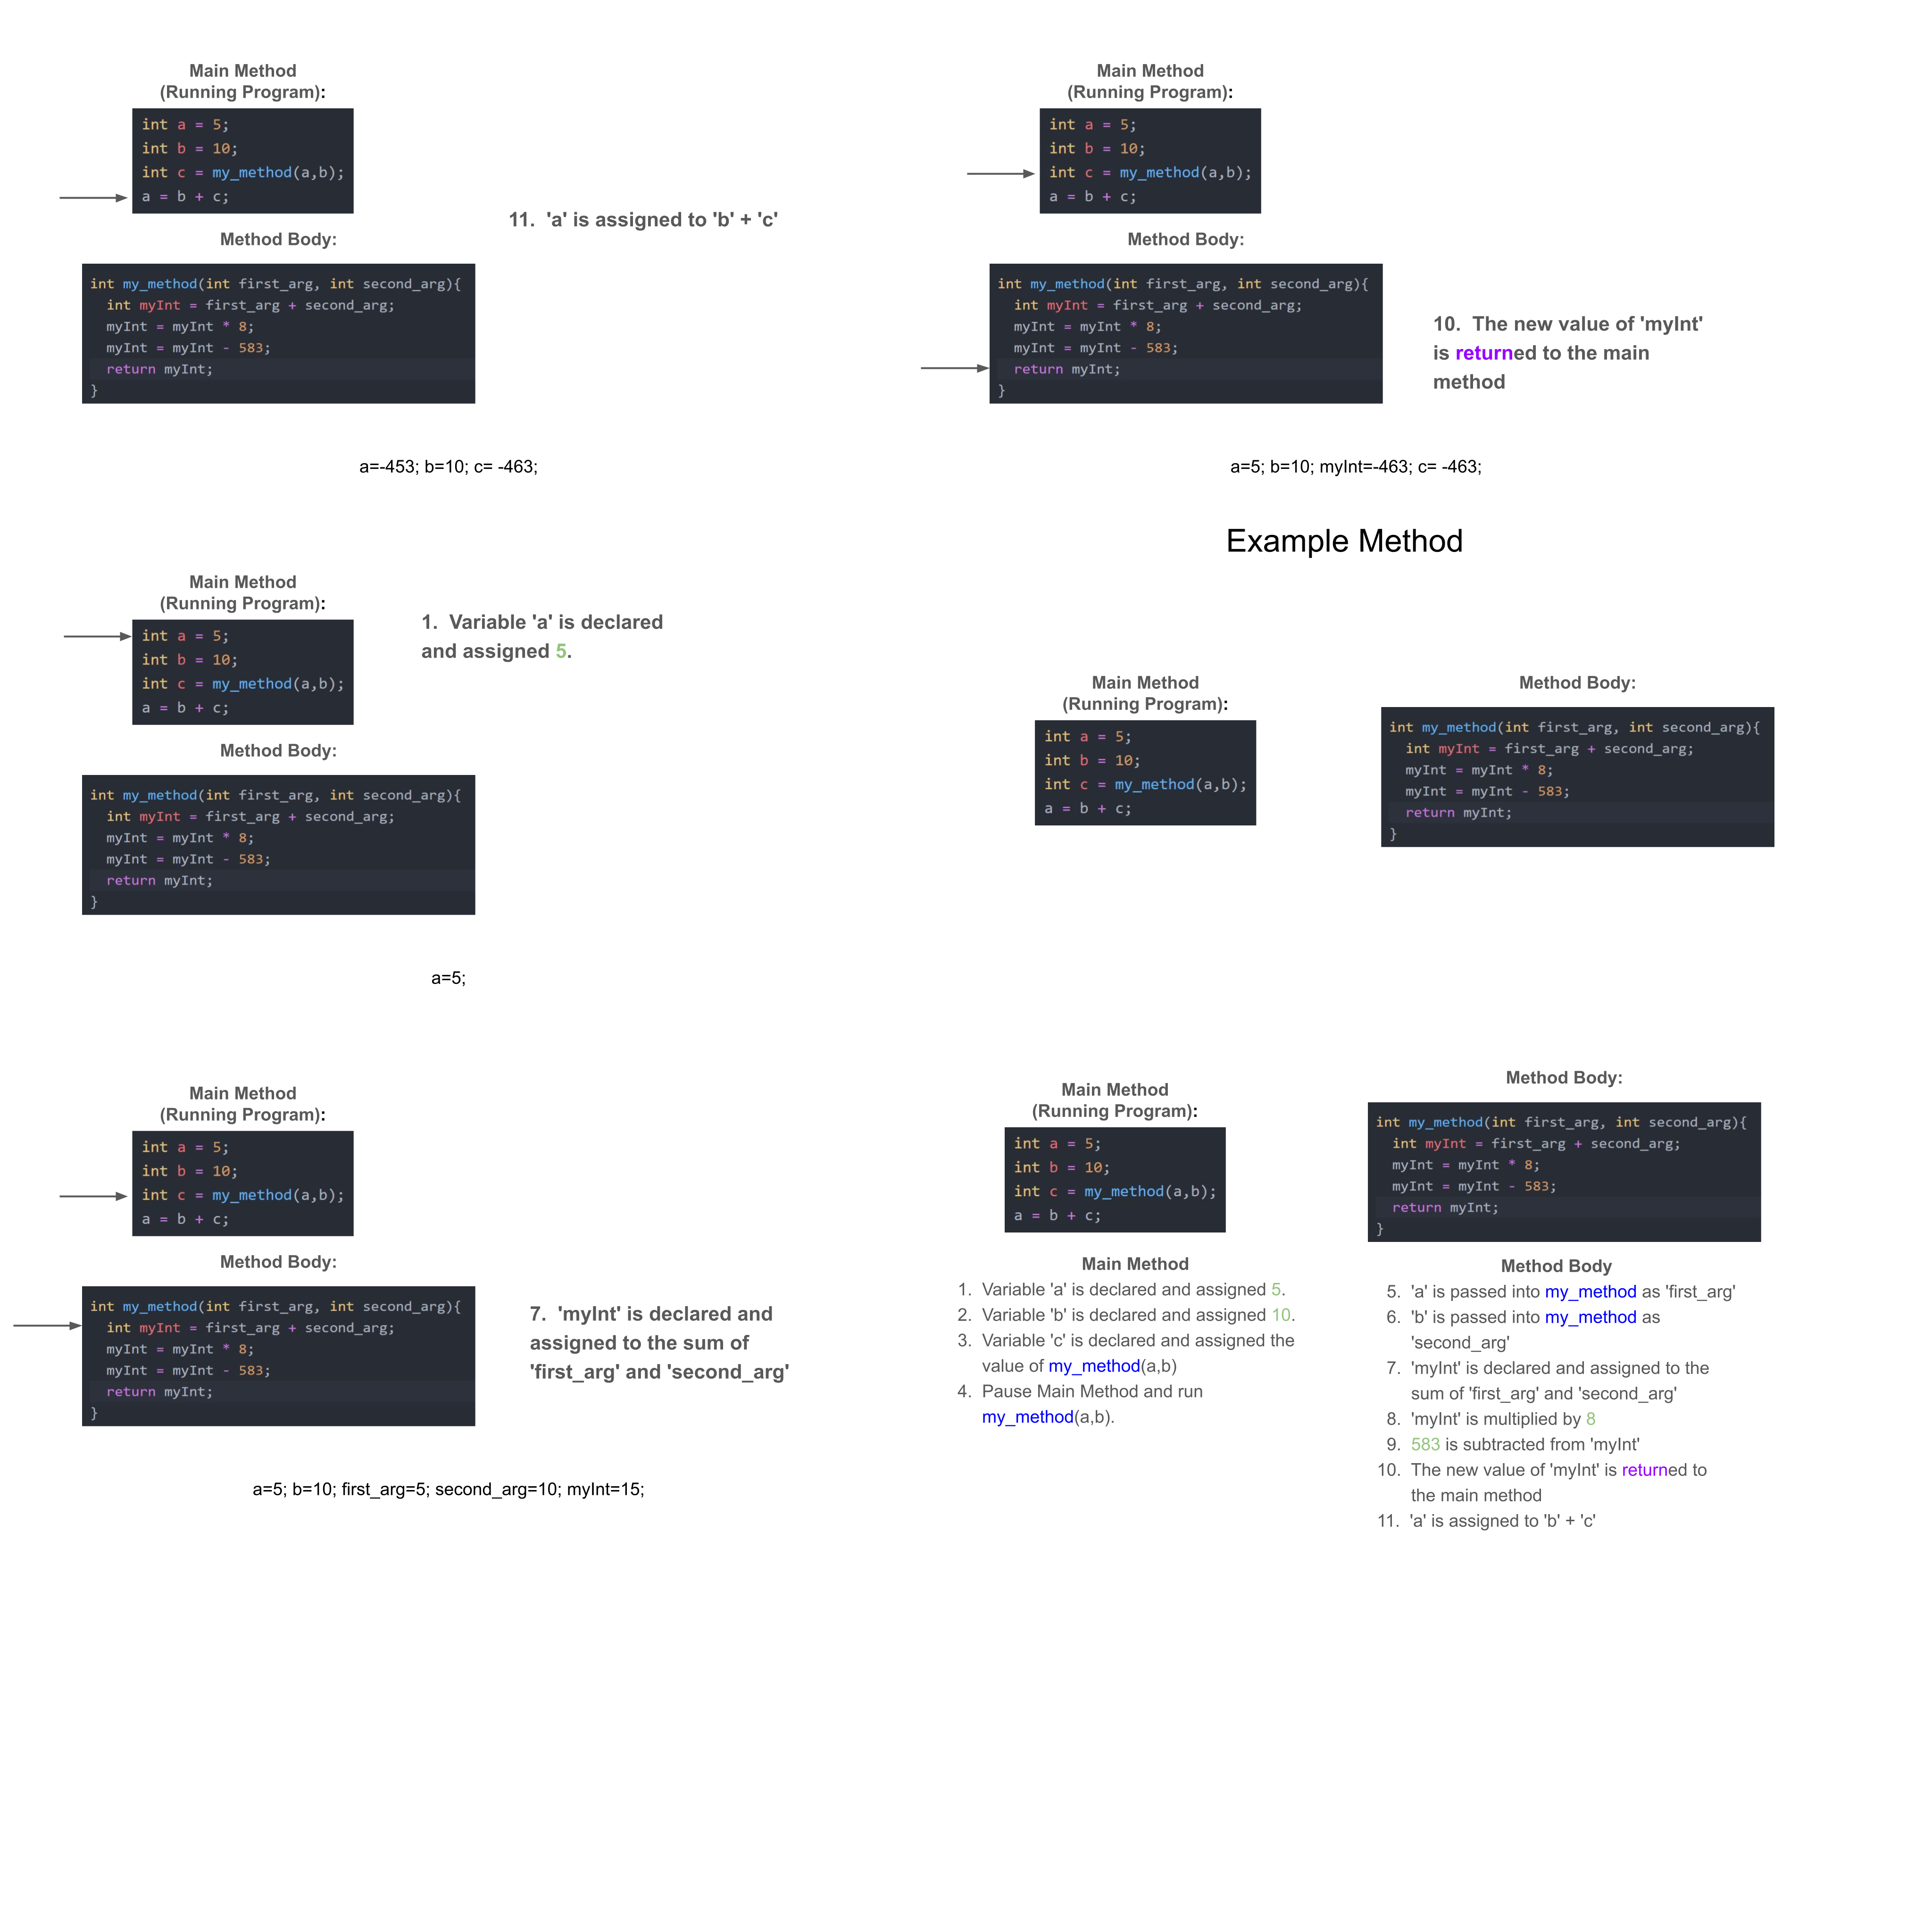 Main Method
(Running Program):
int a = 5;
int b = 10;
int c = my_method(a,b);
a = b + c;
Method Body:
int my_method(int first_arg, int second_arg){
int myInt = first_arg + second_arg;
myInt = myInt * 8;
myInt = myInt - 583;
return myInt;
}
11. 'a' is assigned to 'b' + 'c'
a=-453; b=10; c= -463;
Main Method
(Running Program):
int a = 5;
int b = 10;
int c = my_method(a,b);
a = b + c;
Method Body:
int my_method(int first_arg, int second_arg){
int myInt = first_arg + second_arg;
myInt = myInt * 8;
myInt = myInt - 583;
return myInt;
}
10. The new value of 'myInt'
is returned to the main
method
a=5; b=10; myInt=-463; c= -463;
Main Method
(Running Program):
int a = 5;
int b = 10;
int c = my_method(a,b);
a = b + c;
Method Body:
int my_method(int first_arg, int second_arg){
int myInt = first_arg + second_arg;
myInt = myInt * 8;
myInt = myInt - 583;
return myInt;
}
1. Variable 'a' is declared
and assigned 5.
a=5;
Example Method
Main Method
(Running Program):
int a = 5;
int b = 10;
int c = my_method(a,b);
a = b + c;
Method Body:
int my_method(int first_arg, int second_arg){
int myInt = first_arg + second_arg;
myInt = myInt * 8;
myInt = myInt - 583;
return myInt;
}
Main Method
(Running Program):
int a = 5;
int b = 10;
int c = my_method(a,b);
a = b + c;
Method Body:
int my_method(int first_arg, int second_arg){
int myInt = first_arg + second_arg;
myInt = myInt * 8;
myInt = myInt - 583;
return myInt;
}
7. 'myInt' is declared and
assigned to the sum of
'first_arg' and 'second_arg'
a=5; b=10; first_arg=5; second_arg=10; myInt=15;
Main Method
(Running Program):
int a = 5;
int b = 10;
int c = my_method(a,b);
a = b + c;
Main Method
1. Variable 'a' is declared and assigned 5.
2. Variable 'b' is declared and assigned 10.
3. Variable 'c' is declared and assigned the
value of my_method(a,b)
4. Pause Main Method and run
my_method(a,b).
Method Body:
int my_method(int first_arg, int second_arg){
int myInt = first_arg + second_arg;
myInt = myInt * 8;
myInt = myInt - 583;
return myInt;
}
Method Body
5. 'a' is passed into my_method as 'first_arg'
6. 'b' is passed into my_method as
'second_arg'
7. 'myInt' is declared and assigned to the
sum of 'first_arg' and 'second_arg'
8. 'myInt' is multiplied by 8
9. 583 is subtracted from 'myInt'
10. The new value of 'myInt' is returned to
the main method
11. 'a' is assigned to 'b' + 'c'